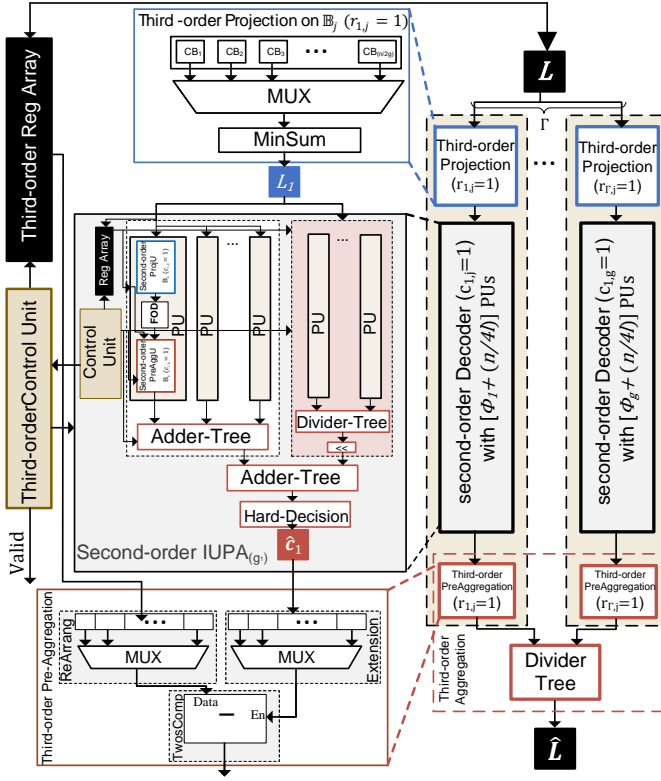 Third -order Projection on 𝔹j (r1,j = 1)
CB1 CB2 CB3 ••• CB(n/2g)
MUX
MinSum
L1
Third-order Reg Array
Third-orderControl Unit
Valid
L
Γ
Third-order
Projection
(r1,j=1)
•••
Third-order
Projection
(rΓ,j=1)
second-order Decoder (c1,j=1)
with [Φ1+ (n/4l)] PUs
second-order Decoder (c1,g=1)
with [Φg+ (n/4l)] PUs
Reg Array
Control
Unit
Second-order
ProjU
FOD
Second-order
PreAggU
PU
PU
PU
...
PU
PU
...
Adder-Tree
Divider-Tree
<<
Adder-Tree
Hard-Decision
ĉ1
Second-order IUPA(g1)
Third-order
PreAggregation
(r1,j=1)
Third-order
PreAggregation
(rΓ,j=1)
Third-order
Aggregation
Divider
Tree
L̂
Third-order Pre-Aggregation
ReArrang
•••
MUX
•••
MUX
Extension
TwosComp
Data
−
En